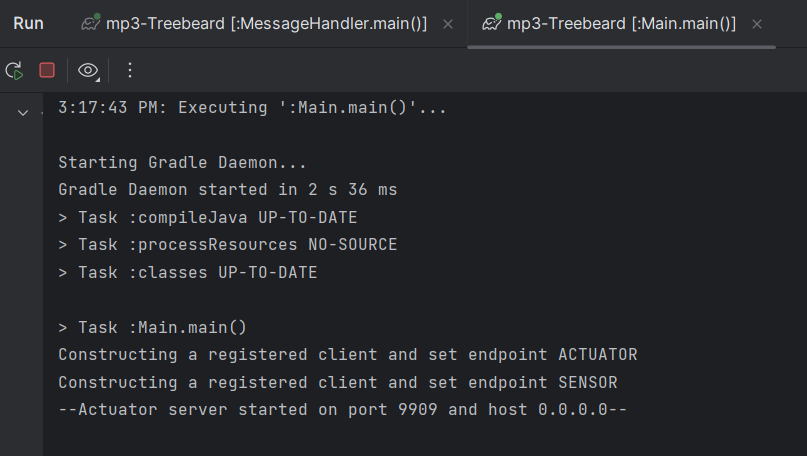 Run mp3-Treebeard [:MessageHandler.main()] mp3-Treebeard [:Main.main()]
3:17:43 PM: Executing ':Main.main()'...
Starting Gradle Daemon...
Gradle Daemon started in 2 s 36 ms
> Task :compileJava UP-TO-DATE
> Task :processResources NO-SOURCE
> Task :classes UP-TO-DATE
> Task :Main.main()
Constructing a registered client and set endpoint ACTUATOR
Constructing a registered client and set endpoint SENSOR
--Actuator server started on port 9909 and host 0.0.0.0--